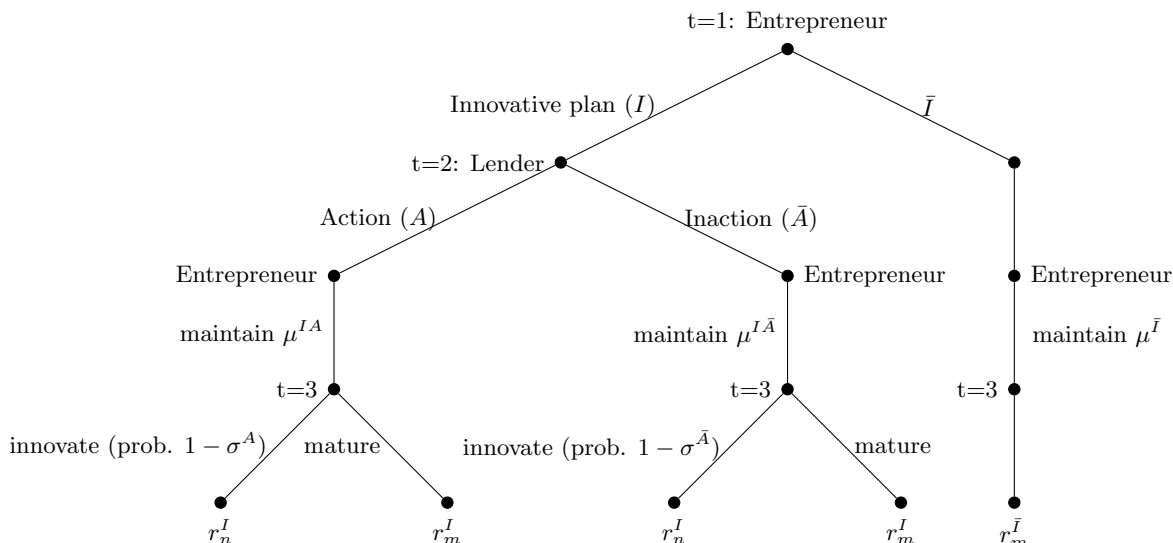 t=1: Entrepreneur
Innovative plan (I)
Ī
t=2: Lender
Action (A)
Inaction (Ā)
Entrepreneur
Entrepreneur
Entrepreneur
maintain μ^{IA}
maintain μ^{IĀ}
maintain μ^{Ī}
t=3
t=3
t=3
innovate (prob. 1 − σ^{A})
mature
innovate (prob. 1 − σ^{Ā})
mature
r_n^I
r_m^I
r_n^I
r_m^I
r_m^{Ī}